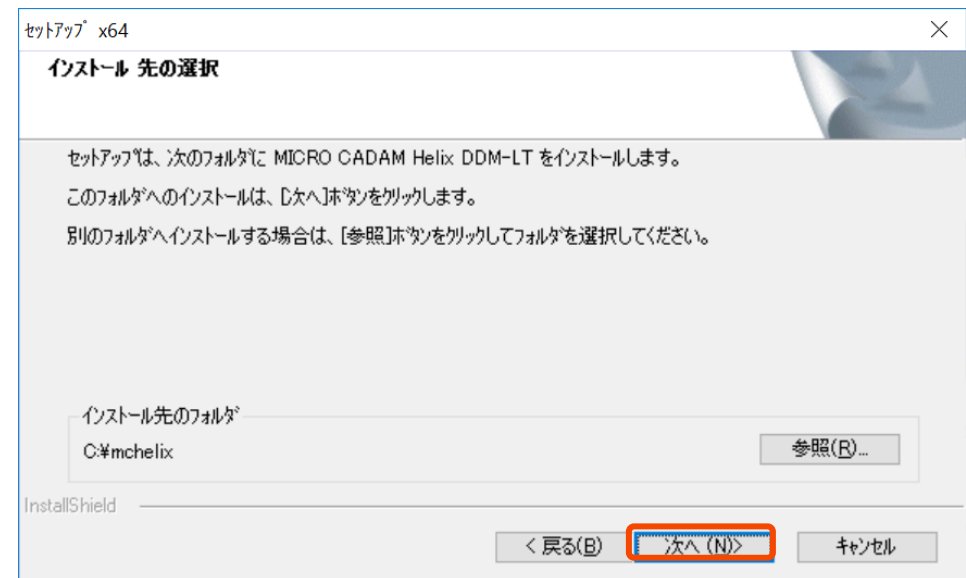 セットアップ x64
インストール 先の選択
セットアップは、次のフォルダに MICRO CADAM Helix DDM-LT をインストールします。
このフォルダへのインストールは、[次へ]ボタンをクリックします。
別のフォルダへインストールする場合は、[参照]ボタンをクリックしてフォルダを選択してください。
インストール先のフォルダ
C:¥mchelix
参照(R)...
InstallShield
< 戻る(B)
次へ (N)>
キャンセル